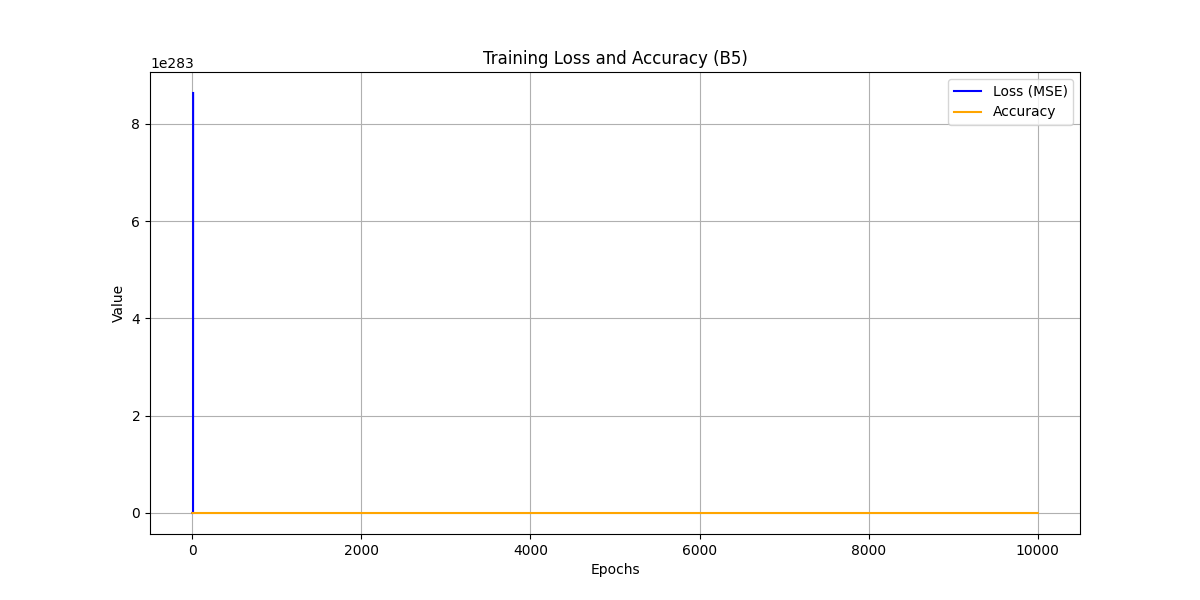 Training Loss and Accuracy (B5)
1e283
Loss (MSE)
Accuracy
8
6
4
2
0
Value
0 2000 4000 6000 8000 10000
Epochs